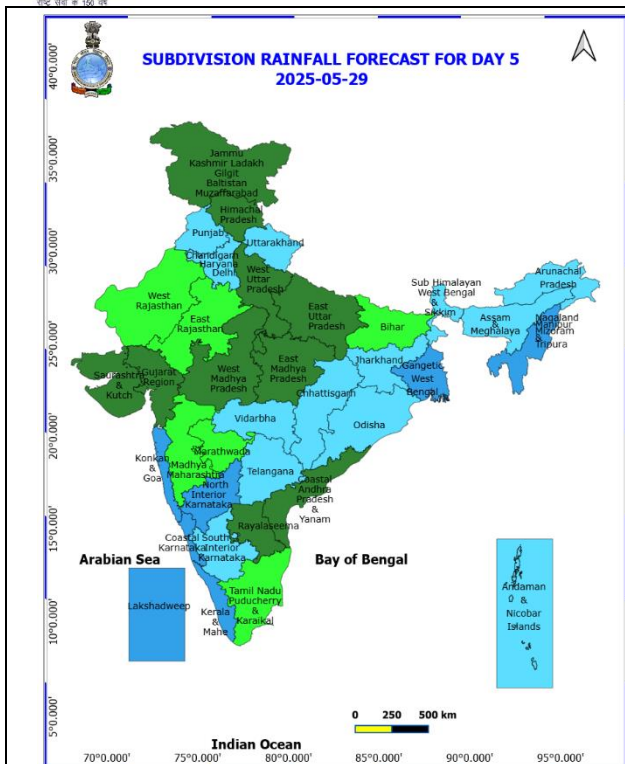 राष्ट्र सेवा के 150 वर्ष
SUBDIVISION RAINFALL FORECAST FOR DAY 5
2025-05-29
40°0.000'
35°0.000'
30°0.000'
25°0.000'
20°0.000'
15°0.000'
10°0.000'
5°0.000'
Jammu
Kashmir Ladakh
Gilgit
Baltistan
Muzaffarabad
Himachal
Pradesh
Punjab
Uttarakhand
Chandigarh
Haryana
Delhi
West
Uttar
Pradesh
East
Uttar
Pradesh
West
Rajasthan
East
Rajasthan
Bihar
Sub Himalayan
West Bengal
&
Sikkim
Arunachal
Pradesh
Assam
&
Meghalaya
Nagaland
Manipur
Mizoram
&
Tripura
Saurashtra
&
Kutch
Gujarat
Region
West
Madhya
Pradesh
East
Madhya
Pradesh
Jharkhand
Gangetic
West
Bengal
Chhattisgarh
Odisha
Vidarbha
Konkan
&
Goa
Madhya
Maharashtra
Marathwada
Telangana
North
Interior
Karnataka
Coastal
Andhra
Pradesh
&
Yanam
Rayalaseema
Coastal
Karnataka
South
Interior
Karnataka
Arabian Sea
Bay of Bengal
Lakshadweep
Kerala
&
Mahe
Tamil Nadu
Puducherry
&
Karaikal
Andaman
&
Nicobar
Islands
0 250 500 km
Indian Ocean
70°0.000' 75°0.000' 80°0.000' 85°0.000' 90°0.000' 95°0.000'